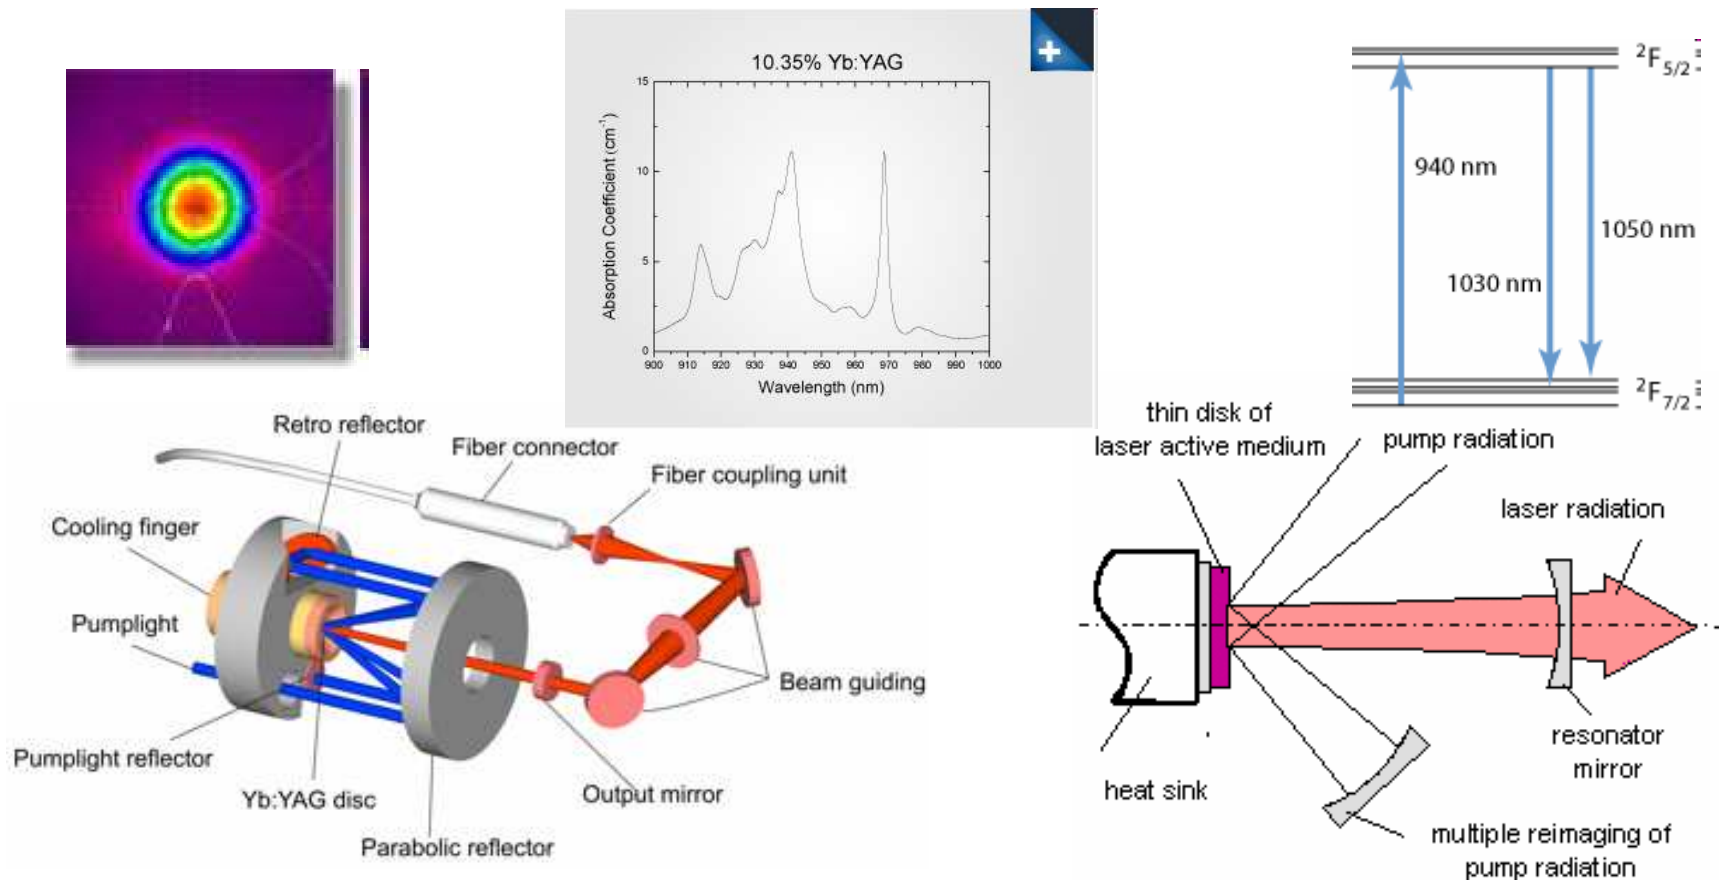 10.35% Yb:YAG
Absorption Coefficient (cm⁻¹)
15
10
5
0
900 910 920 930 940 950 960 970 980 990 1000
Wavelength (nm)
²F5/2
940 nm
1050 nm
1030 nm
²F7/2
Retro reflector
Fiber connector
Fiber coupling unit
Cooling finger
Pumplight
Beam guiding
Pumplight reflector
Yb:YAG disc
Output mirror
Parabolic reflector
thin disk of
laser active medium
pump radiation
laser radiation
resonator
mirror
heat sink
multiple reimaging of
pump radiation